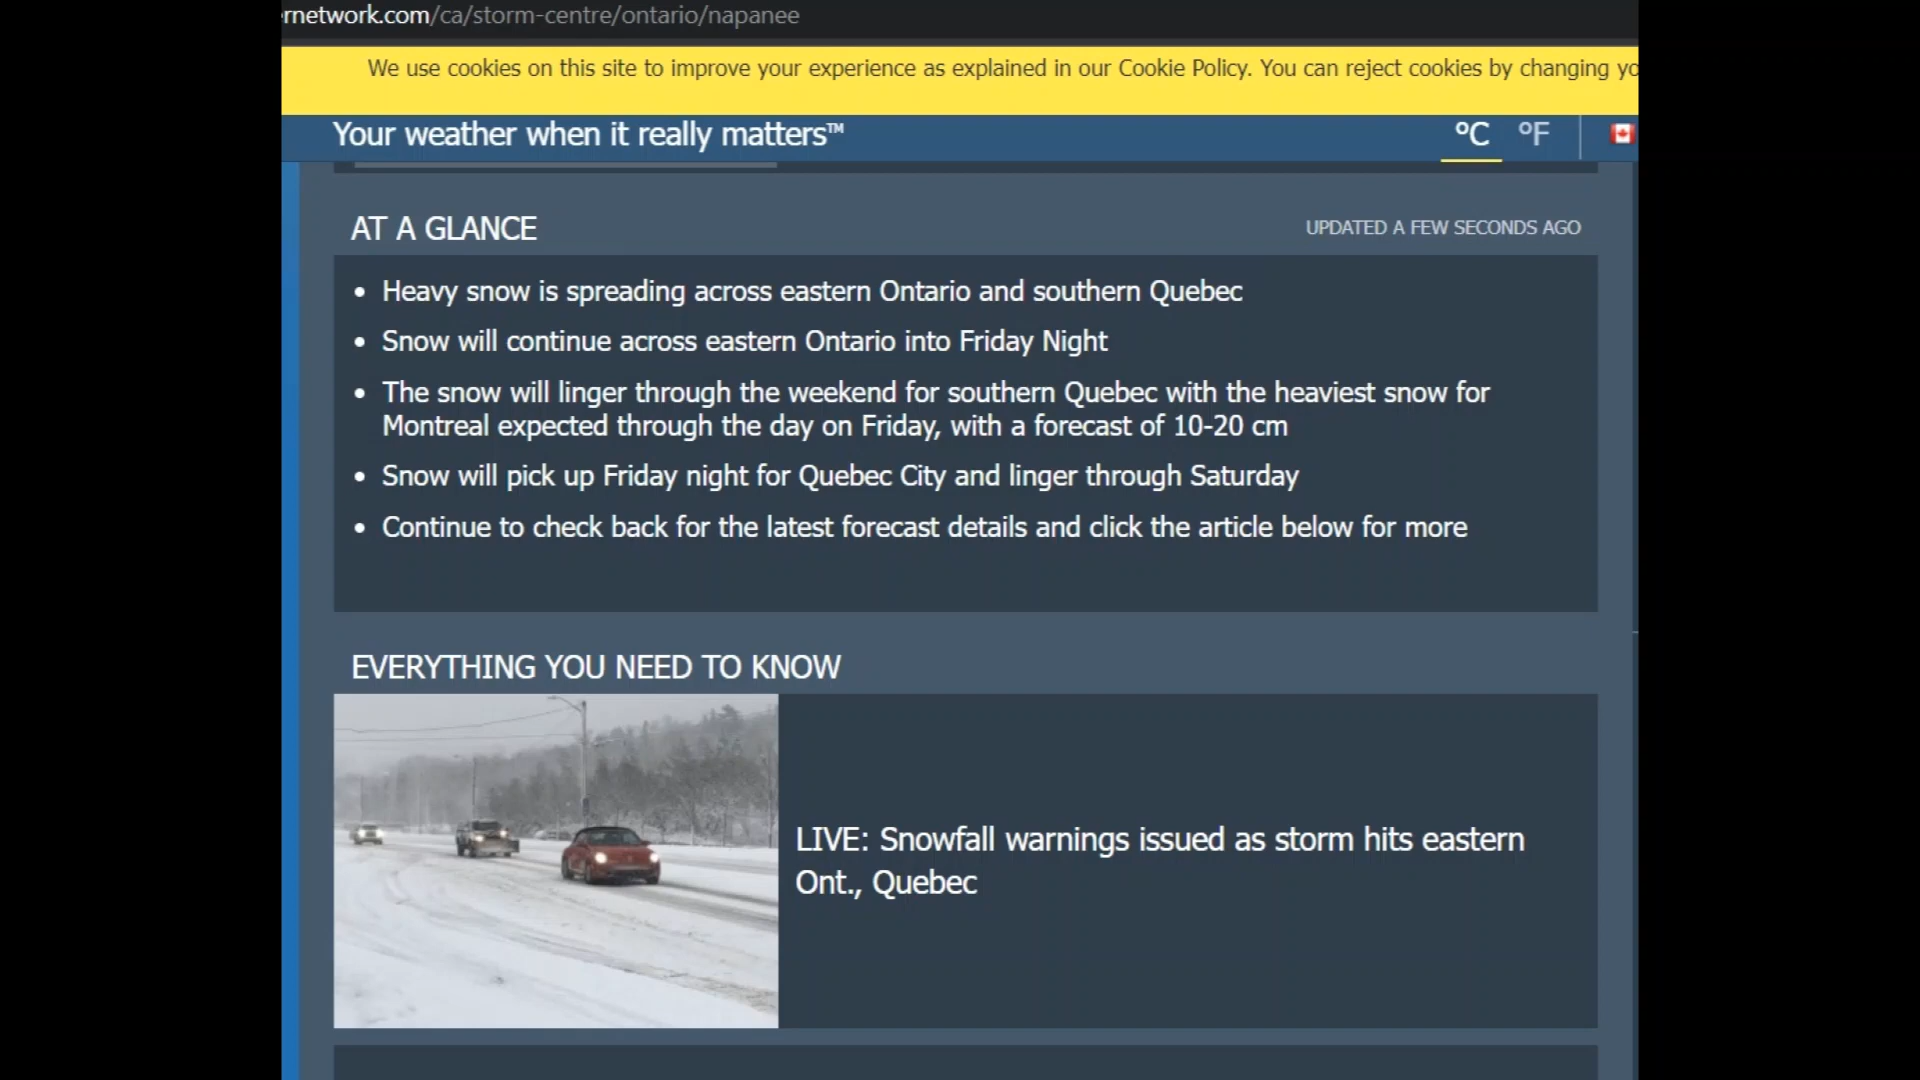 rnetwork.com/ca/storm-centre/ontario/napanee
We use cookies on this site to improve your experience as explained in our Cookie Policy. You can reject cookies by changing yo
Your weather when it really matters™
°C °F
AT A GLANCE
UPDATED A FEW SECONDS AGO
• Heavy snow is spreading across eastern Ontario and southern Quebec
• Snow will continue across eastern Ontario into Friday Night
• The snow will linger through the weekend for southern Quebec with the heaviest snow for
Montreal expected through the day on Friday, with a forecast of 10-20 cm
• Snow will pick up Friday night for Quebec City and linger through Saturday
• Continue to check back for the latest forecast details and click the article below for more
EVERYTHING YOU NEED TO KNOW
LIVE: Snowfall warnings issued as storm hits eastern
Ont., Quebec